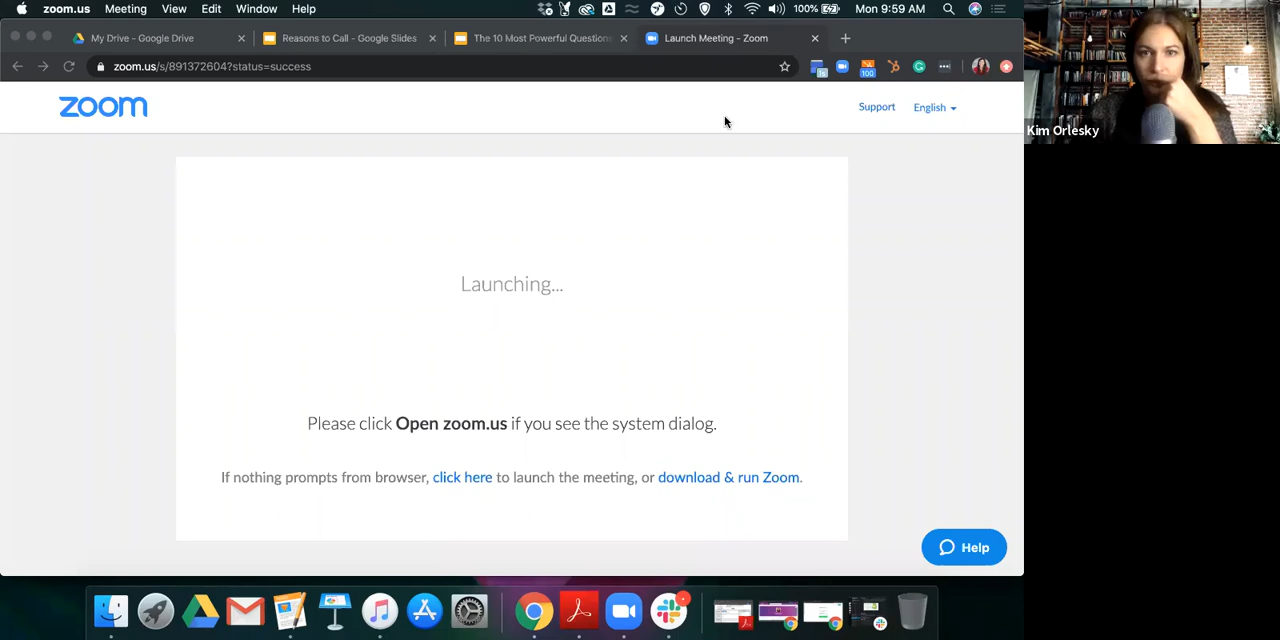 zoom.us Meeting View Edit Window Help 100% Mon 9:59 AM
My Drive - Google Drive Reasons to Call - Google Slides The 10 Most Powerful Questions Launch Meeting - Zoom
zoom.us/s/891372604?status=success
100
zoom Support English
Kim Orlesky
Launching...
Please click Open zoom.us if you see the system dialog.
If nothing prompts from browser, click here to launch the meeting, or download & run Zoom.
Help